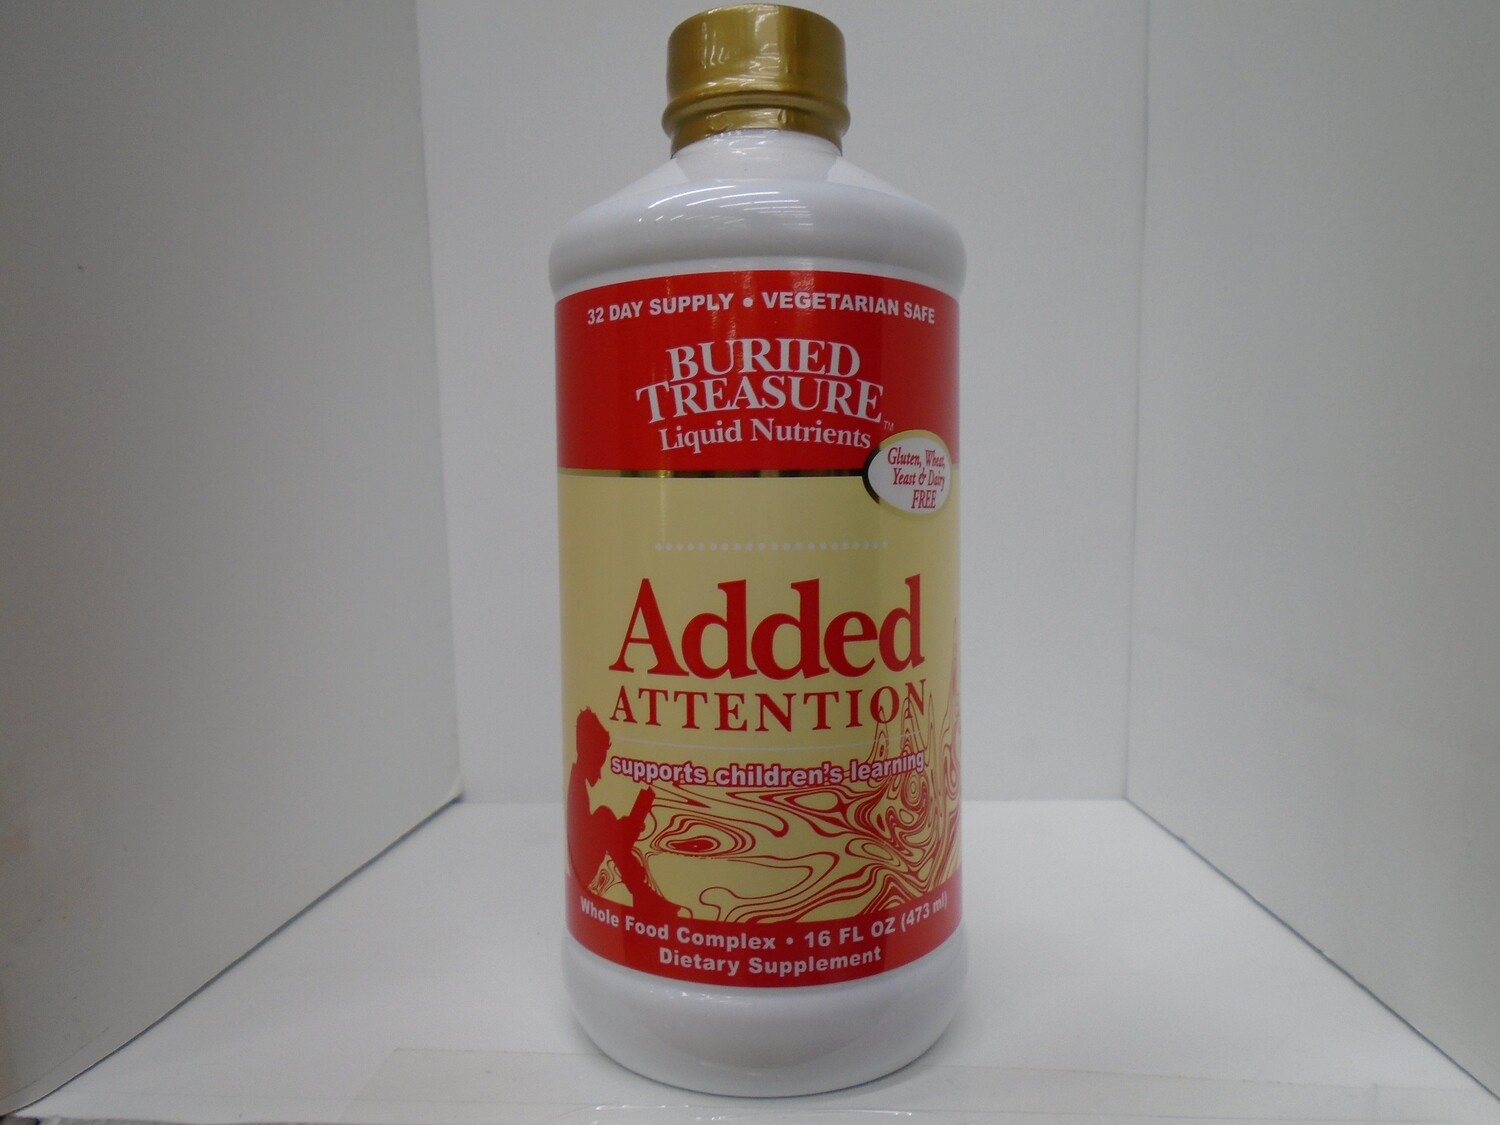 32 DAY SUPPLY • VEGETARIAN SAFE
BURIED
TREASURE™
Liquid Nutrients
Gluten, Wheat,
Yeast & Dairy
FREE
Added
ATTENTION
supports children's learning
Whole Food Complex • 16 FL OZ (473 ml)
Dietary Supplement